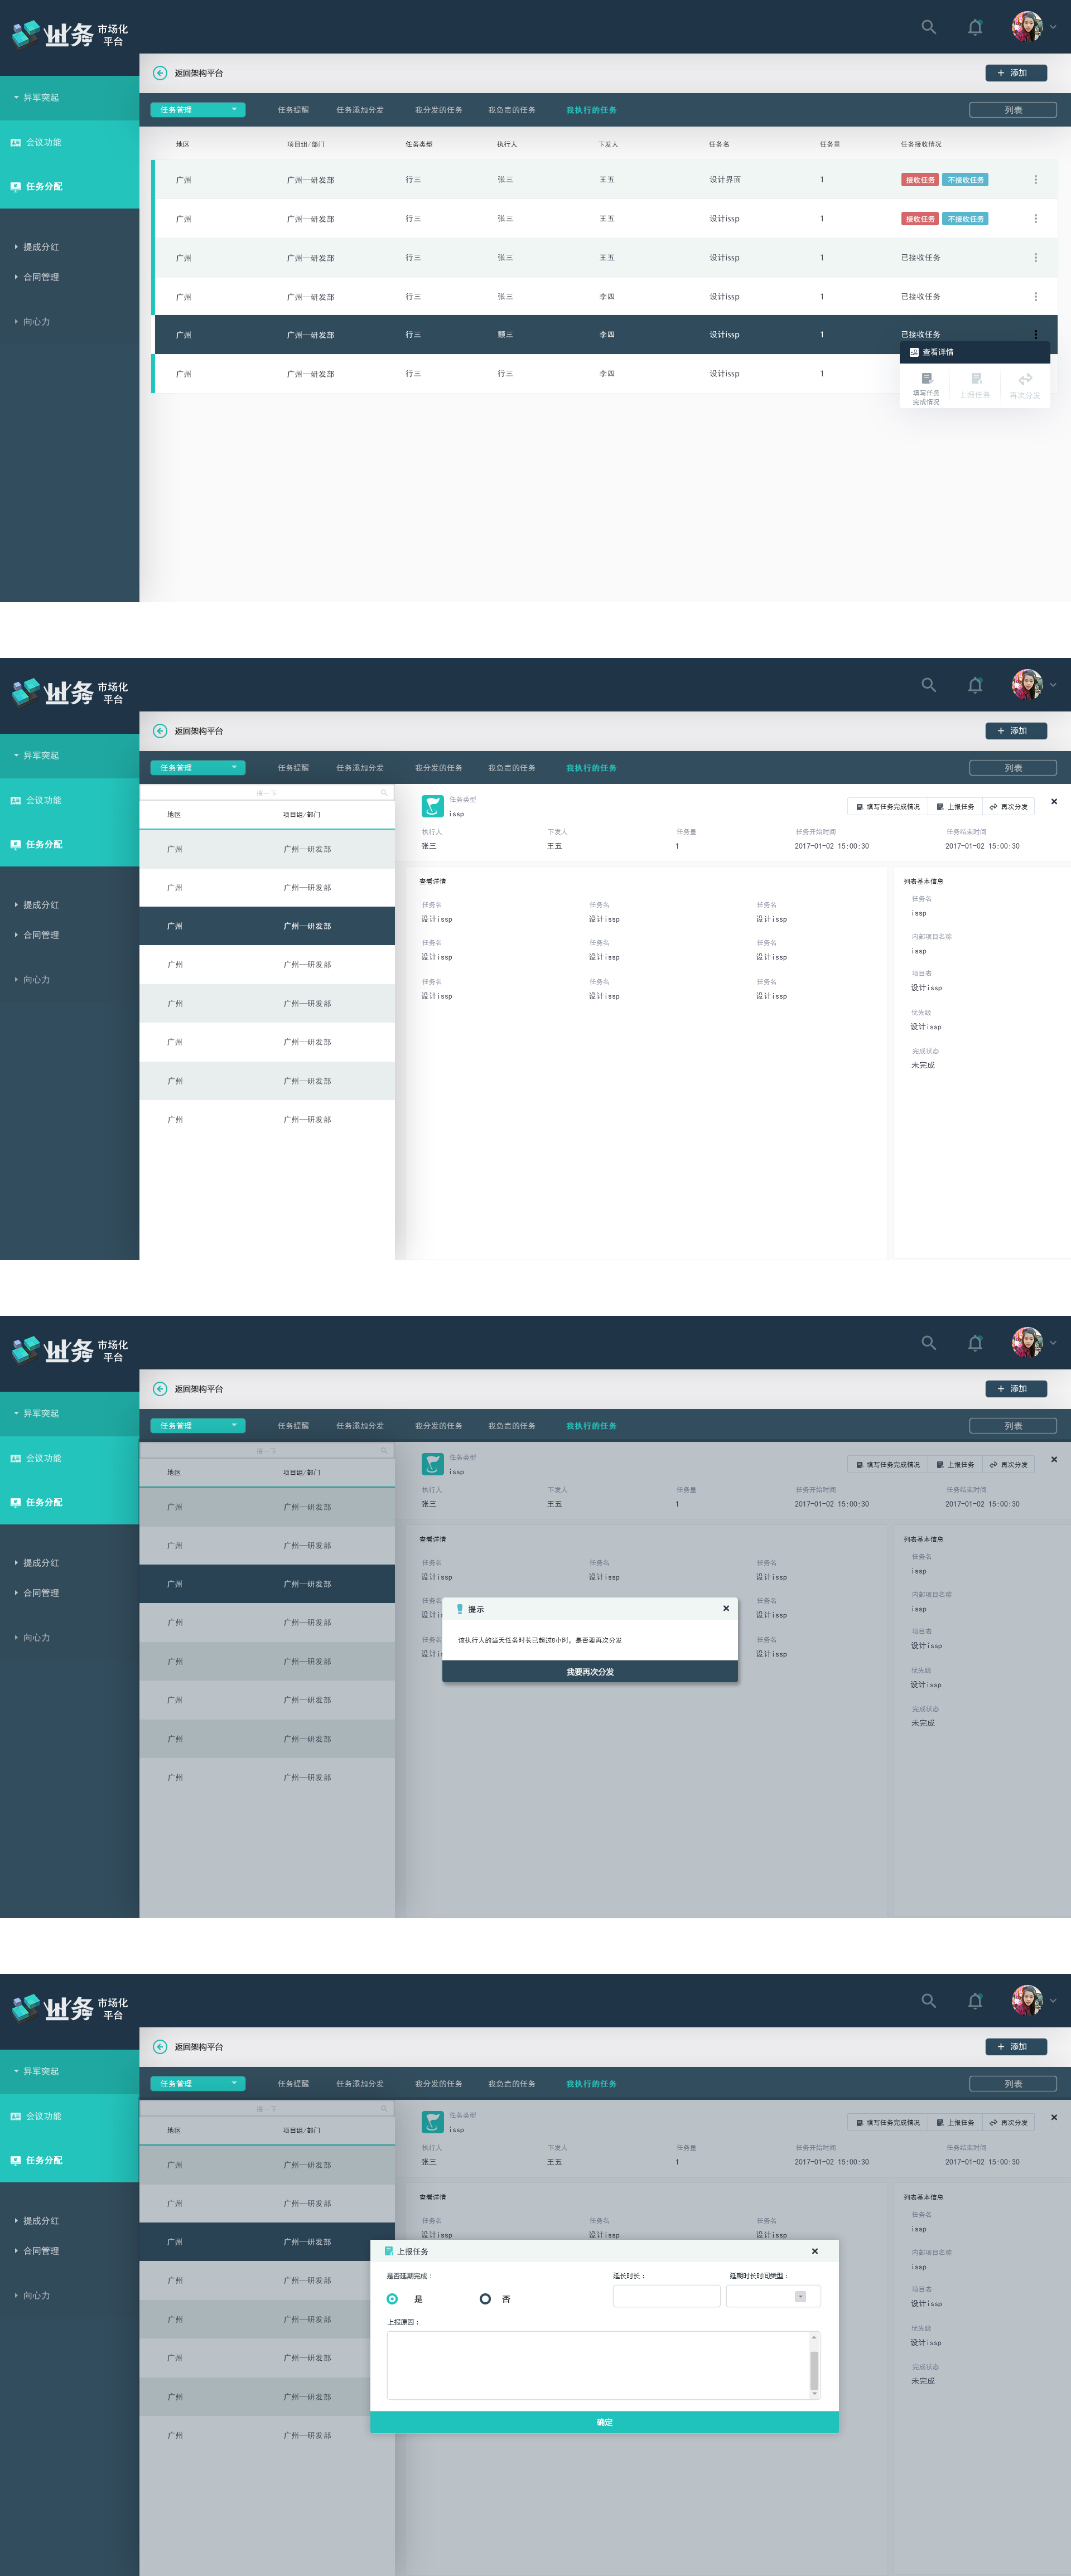 业务 市场化
平台
返回架构平台
+ 添加
异军突起
会议功能
任务分配
提成分红
合同管理
向心力
任务管理 任务提醒 任务添加分发 我分发的任务 我负责的任务 我执行的任务 列表
地区 项目组/部门 任务类型 执行人 下发人 任务名 任务量 任务接收情况
广州 广州一研发部 行三 张三 王五 设计界面 1 接收任务 不接收任务
广州 广州一研发部 行三 张三 王五 设计issp 1 接收任务 不接收任务
广州 广州一研发部 行三 张三 王五 设计issp 1 已接收任务
广州 广州一研发部 行三 张三 李四 设计issp 1 已接收任务
广州 广州一研发部 行三 顾三 李四 设计issp 1 已接收任务
广州 广州一研发部 行三 行三 李四 设计issp 1
查看详情
填写任务
完成情况
上报任务
再次分发
业务 市场化
平台
返回架构平台
+ 添加
异军突起
会议功能
任务分配
提成分红
合同管理
向心力
任务管理 任务提醒 任务添加分发 我分发的任务 我负责的任务 我执行的任务 列表
搜一下
地区 项目组/部门
广州 广州一研发部
广州 广州一研发部
广州 广州一研发部
广州 广州一研发部
广州 广州一研发部
广州 广州一研发部
广州 广州一研发部
广州 广州一研发部
任务类型
issp
填写任务完成情况 上报任务 再次分发
执行人 下发人 任务量 任务开始时间 任务结束时间
张三 王五 1 2017-01-02 15:00:30 2017-01-02 15:00:30
查看详情
任务名 任务名 任务名
设计issp 设计issp 设计issp
任务名 任务名 任务名
设计issp 设计issp 设计issp
任务名 任务名 任务名
设计issp 设计issp 设计issp
列表基本信息
任务名
issp
内部项目名称
issp
项目表
设计issp
优先级
设计issp
完成状态
未完成
业务 市场化
平台
返回架构平台
+ 添加
异军突起
会议功能
任务分配
提成分红
合同管理
向心力
任务管理 任务提醒 任务添加分发 我分发的任务 我负责的任务 我执行的任务 列表
搜一下
地区 项目组/部门
广州 广州一研发部
广州 广州一研发部
广州 广州一研发部
广州 广州一研发部
广州 广州一研发部
广州 广州一研发部
广州 广州一研发部
广州 广州一研发部
任务类型
issp
填写任务完成情况 上报任务 再次分发
执行人 下发人 任务量 任务开始时间 任务结束时间
张三 王五 1 2017-01-02 15:00:30 2017-01-02 15:00:30
查看详情
任务名 任务名 任务名
设计issp 设计issp 设计issp
任务名 任务名
设计i 设计issp
任务名 任务名
设计i 设计issp
提示
该执行人的当天任务时长已超过8小时，是否要再次分发
我要再次分发
列表基本信息
任务名
issp
内部项目名称
issp
项目表
设计issp
优先级
设计issp
完成状态
未完成
业务 市场化
平台
返回架构平台
+ 添加
异军突起
会议功能
任务分配
提成分红
合同管理
向心力
任务管理 任务提醒 任务添加分发 我分发的任务 我负责的任务 我执行的任务 列表
搜一下
地区 项目组/部门
广州 广州一研发部
广州 广州一研发部
广州 广州一研发部
广州 广州一研发部
广州 广州一研发部
广州 广州一研发部
广州 广州一研发部
广州 广州一研发部
任务类型
issp
填写任务完成情况 上报任务 再次分发
执行人 下发人 任务量 任务开始时间 任务结束时间
张三 王五 1 2017-01-02 15:00:30 2017-01-02 15:00:30
查看详情
任务名 任务名 任务名
设计issp 设计issp 设计issp
上报任务
是否延期完成： 延长时长： 延期时长时间类型：
是 否
上报原因：
确定
列表基本信息
任务名
issp
内部项目名称
issp
项目表
设计issp
优先级
设计issp
完成状态
未完成